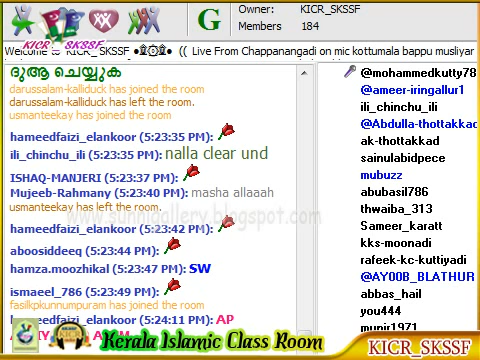 Owner: KICR_SKSSF
Members 184
KICR_SKSSF
Welcome to KICR_SKSSF (( Live From Chappanangadi on mic kottumala bappu musliyar
ദുആ ചെയ്യുക
darussalam-kalliduck has joined the room
darussalam-kalliduck has left the room.
usmanteekay has joined the room
hameedfaizi_elankoor (5:23:35 PM):
ili_chinchu_ili (5:23:35 PM): nalla clear und
ISHAQ-MANJERI (5:23:37 PM):
Mujeeb-Rahmany (5:23:40 PM): masha allaaah
usmanteekay has left the room.
www.sunnigallery.blogspot.com
hameedfaizi_elankoor (5:23:42 PM):
aboosiddeeq (5:23:44 PM):
hamza.moozhikal (5:23:47 PM): SW
ismaeel_786 (5:23:49 PM):
fasilkpkunnumpuram has joined the room
(5:24:11 PM): AP
@mohammedkutty78
@ameer-iringallur1
ili_chinchu_ili
@Abdulla-thottakkad
ak-thottakkad
sainulabidpece
mubuzz
abubasil786
thwaiba_313
Sameer_karatt
kks-moonadi
rafeek-kc-kuttiyadi
@AY00B_BLATHUR
abbas_hail
you444
munir1971
Kerala Islamic Class Room
KICR_SKSSF